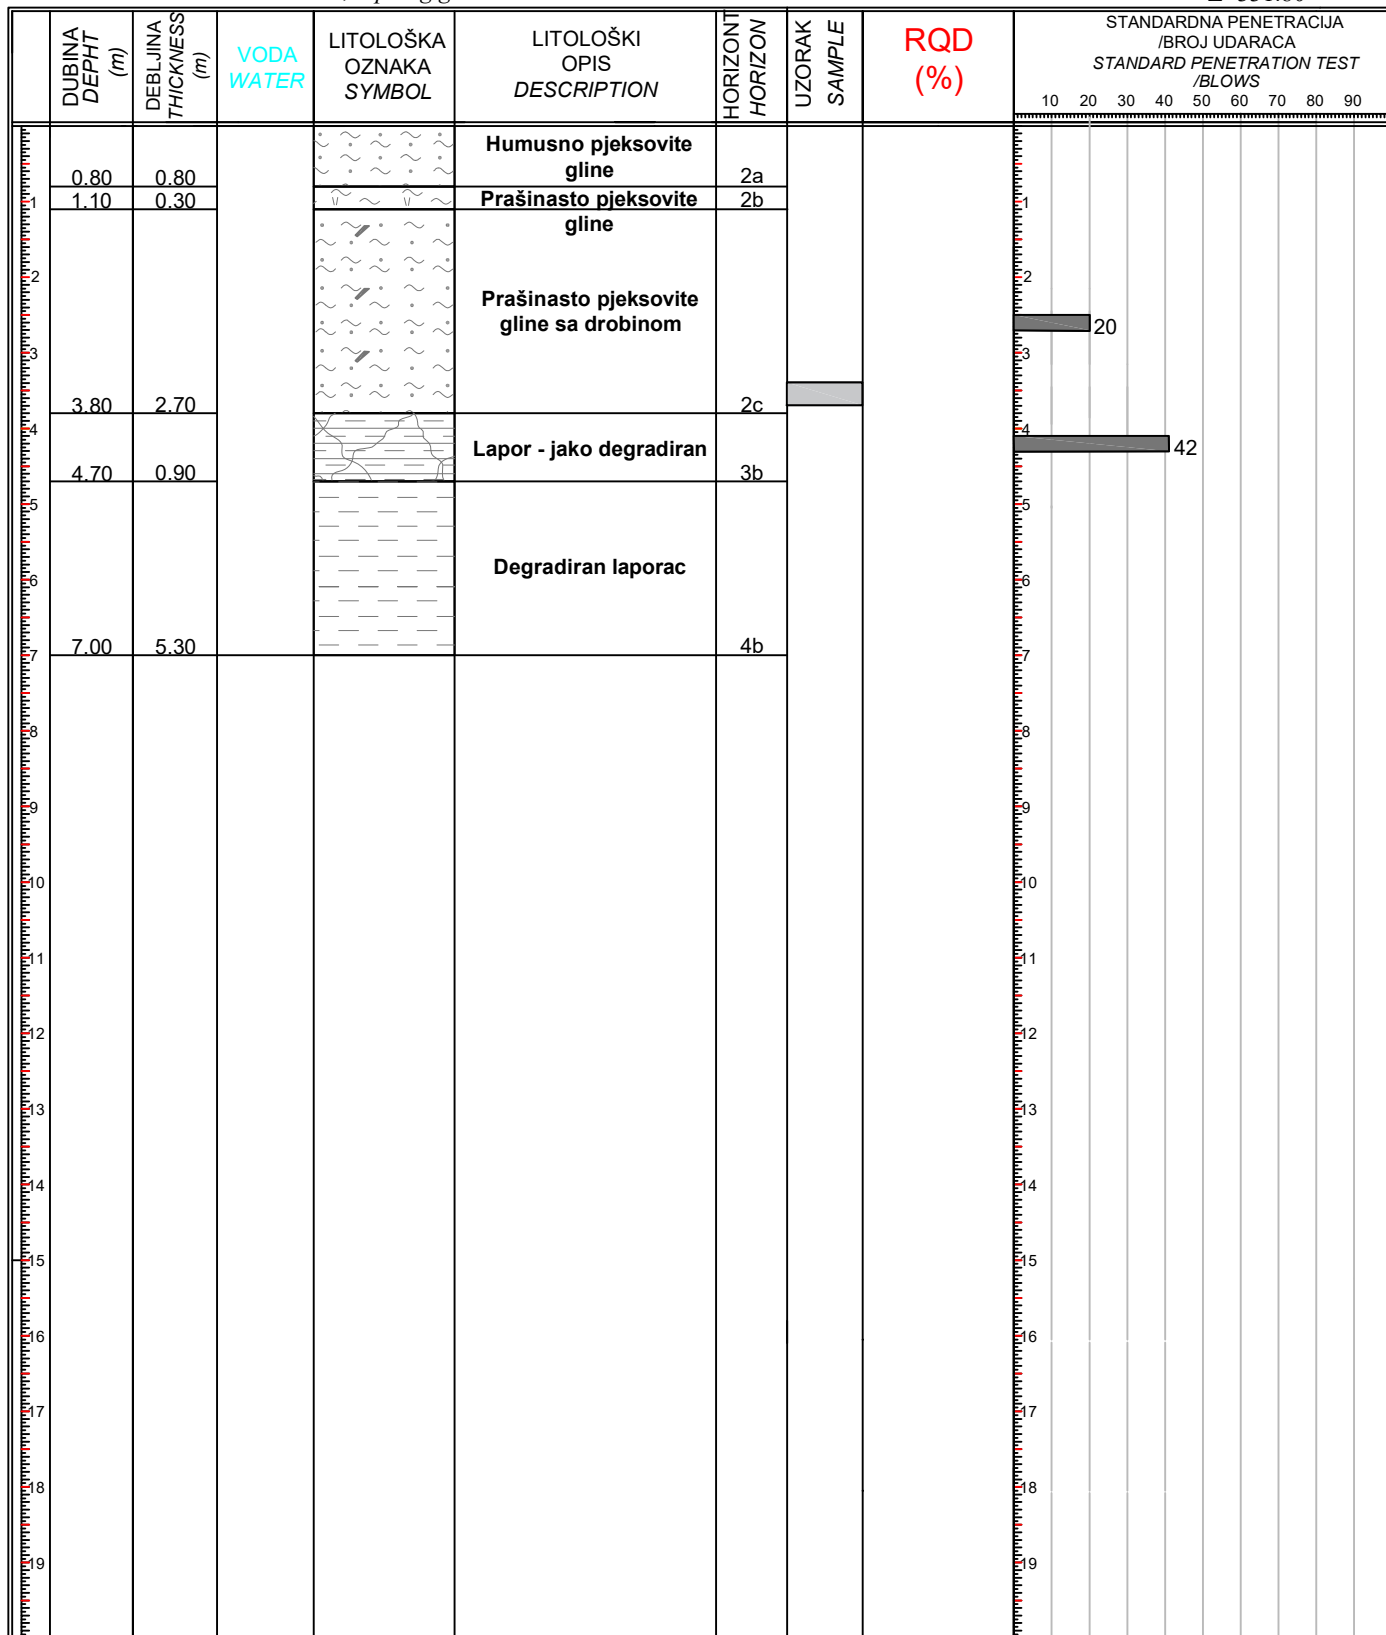 DUBINA
DEPHT
(m)
DEBLJINA
THICKNESS
(m)
VODA
WATER
LITOLOŠKA
OZNAKA
SYMBOL
LITOLOŠKI
OPIS
DESCRIPTION
HORIZONT
HORIZON
UZORAK
SAMPLE
RQD
(%)
STANDARDNA PENETRACIJA
/BROJ UDARACA
STANDARD PENETRATION TEST
/BLOWS
10 20 30 40 50 60 70 80 90
Humusno pjeksovite
gline
0.80 0.80 2a
1 1.10 0.30 Prašinasto pjeksovite 2b 1
gline
2 2
Prašinasto pjeksovite
gline sa drobinom
20
3 3
3.80 2.70 2c
4 4
Lapor - jako degradiran 42
4.70 0.90 3b
5 5
Degradiran laporac
6 6
7.00 5.30 4b
7 7
8 8
9 9
10 10
11 11
12 12
13 13
14 14
15 15
16 16
17 17
18 18
19 19